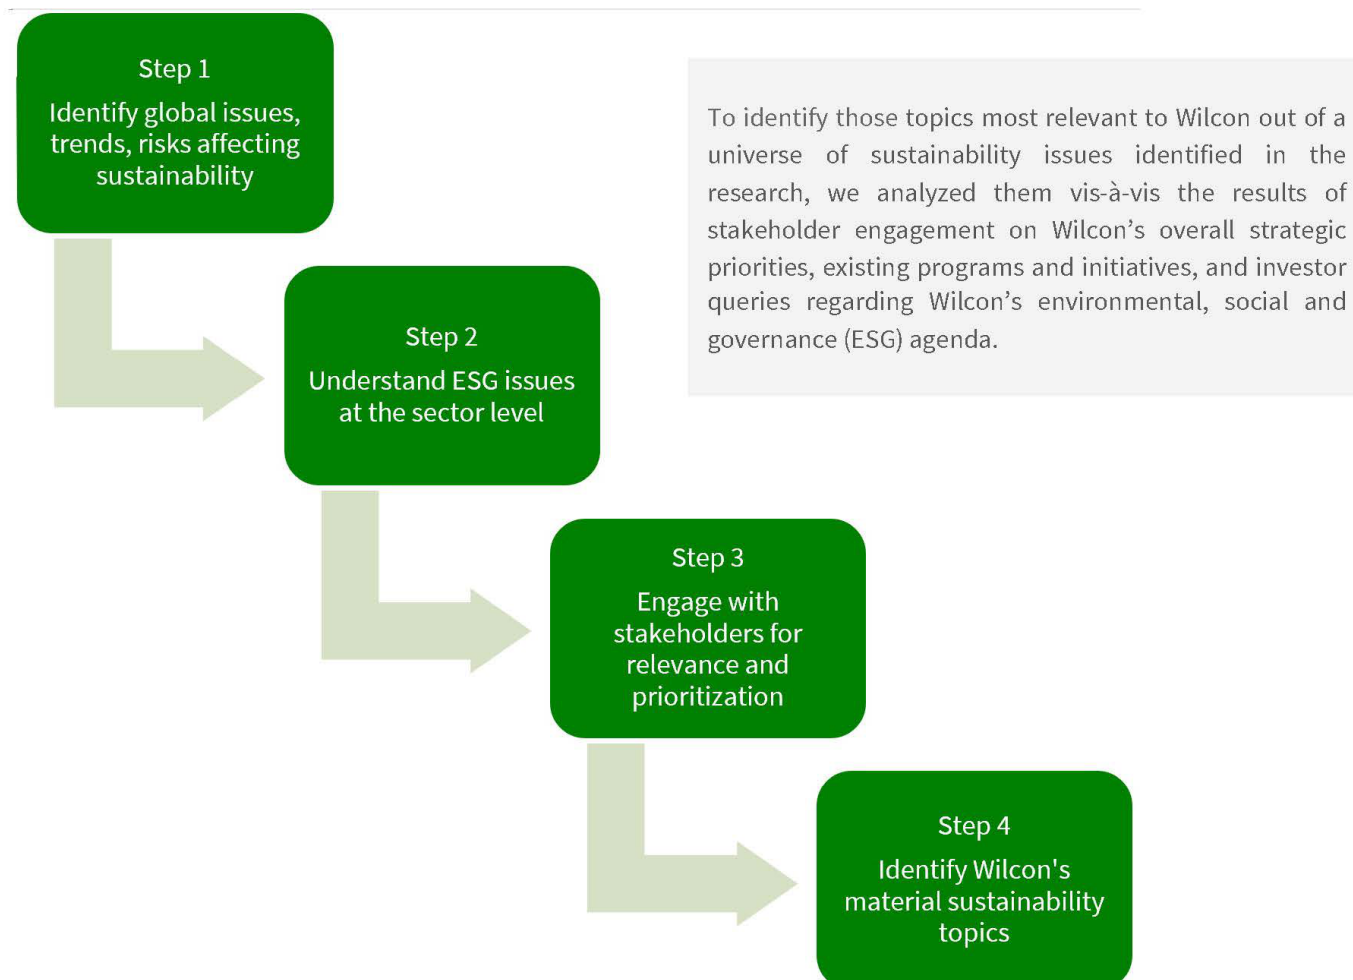 Step 1
Identify global issues,
trends, risks affecting
sustainability
To identify those topics most relevant to Wilcon out of a
universe of sustainability issues identified in the
research, we analyzed them vis-à-vis the results of
stakeholder engagement on Wilcon’s overall strategic
priorities, existing programs and initiatives, and investor
queries regarding Wilcon’s environmental, social and
governance (ESG) agenda.
Step 2
Understand ESG issues
at the sector level
Step 3
Engage with
stakeholders for
relevance and
prioritization
Step 4
Identify Wilcon's
material sustainability
topics